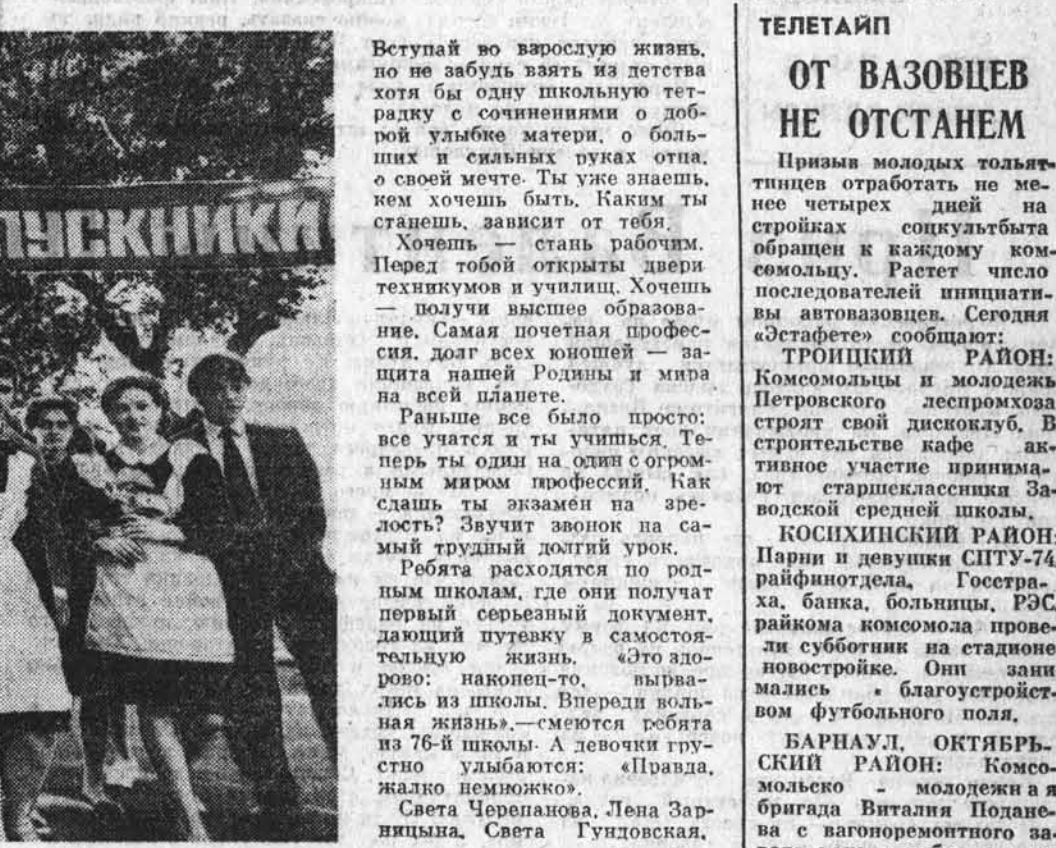 ПУСКНИКИ
Вступай во взрослую жизнь,
но не забудь взять из детства
хотя бы одну школьную тет-
радку с сочинениями о доб-
рой улыбке матери, о боль-
ших и сильных руках отца,
о своей мечте. Ты уже знаешь,
кем хочешь быть. Каким ты
станешь, зависит от тебя.
Хочешь — стань рабочим.
Перед тобой открыты двери
техникумов и училищ. Хочешь
— получи высшее образова-
ние. Самая почетная профес-
сия, долг всех юношей — за-
щита нашей Родины и мира
на всей планете.
Раньше все было просто:
все учатся и ты учишься. Те-
перь ты один на один с огром-
ным миром профессий. Как
сдашь ты экзамен на зре-
лость? Звучит звонок на са-
мый трудный долгий урок.
Ребята расходятся по род-
ным школам, где они получат
первый серьезный документ,
дающий путевку в самостоя-
тельную жизнь. «Это здо-
рово: наконец-то, вырва-
лись из школы. Впереди воль-
ная жизнь»,—смеются ребята
из 76-й школы. А девочки гру-
стно улыбаются: «Правда,
жалко немножко».
Света Черепанова, Лена Зар-
ницына, Света Гундовская,
ТЕЛЕТАЙП
ОТ ВАЗОВЦЕВ
НЕ ОТСТАНЕМ
Призыв молодых тольят-
тинцев отработать не ме-
нее четырех дней на
стройках соцкультбыта
обращен к каждому ком-
сомольцу. Растет число
последователей инициати-
вы автовазовцев. Сегодня
«Эстафете» сообщают:
ТРОИЦКИЙ РАЙОН:
Комсомольцы и молодежь
Петровского леспромхоза
строят свой дискоклуб. В
строительстве кафе - ак-
тивное участие принима-
ют старшеклассники За-
водской средней школы.
КОСИХИНСКИЙ РАЙОН:
Парни и девушки СПТУ-74,
райфинотдела, Госстра-
ха, банка, больницы, РЭС,
райкома комсомола прове-
ли субботник на стадионе
новостройке. Они зани
мались благоустройст-
вом футбольного поля.
БАРНАУЛ, ОКТЯБРЬ-
СКИЙ РАЙОН: Комсо-
мольско - молодежная
бригада Виталия Подане-
ва с вагоноремонтного за-